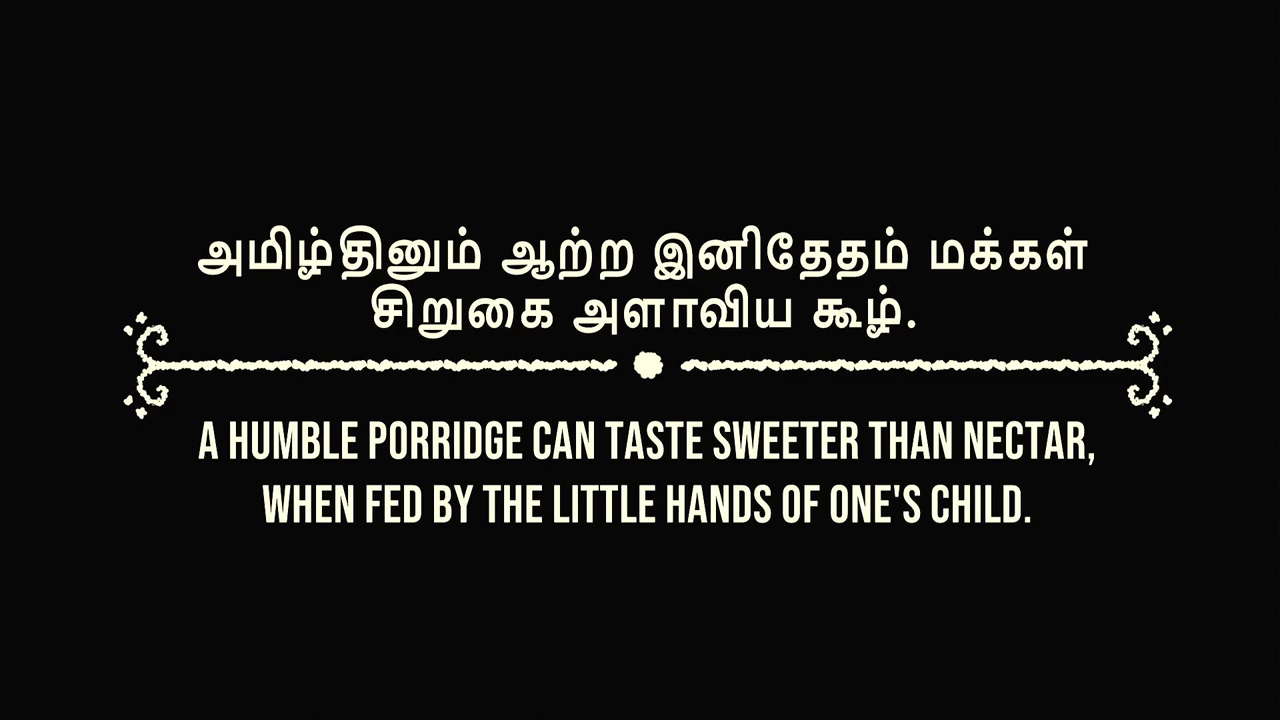 அமிழ்தினும் ஆற்ற இனிதேதம் மக்கள்
சிறுகை அளாவிய கூழ்.
A HUMBLE PORRIDGE CAN TASTE SWEETER THAN NECTAR,
WHEN FED BY THE LITTLE HANDS OF ONE'S CHILD.